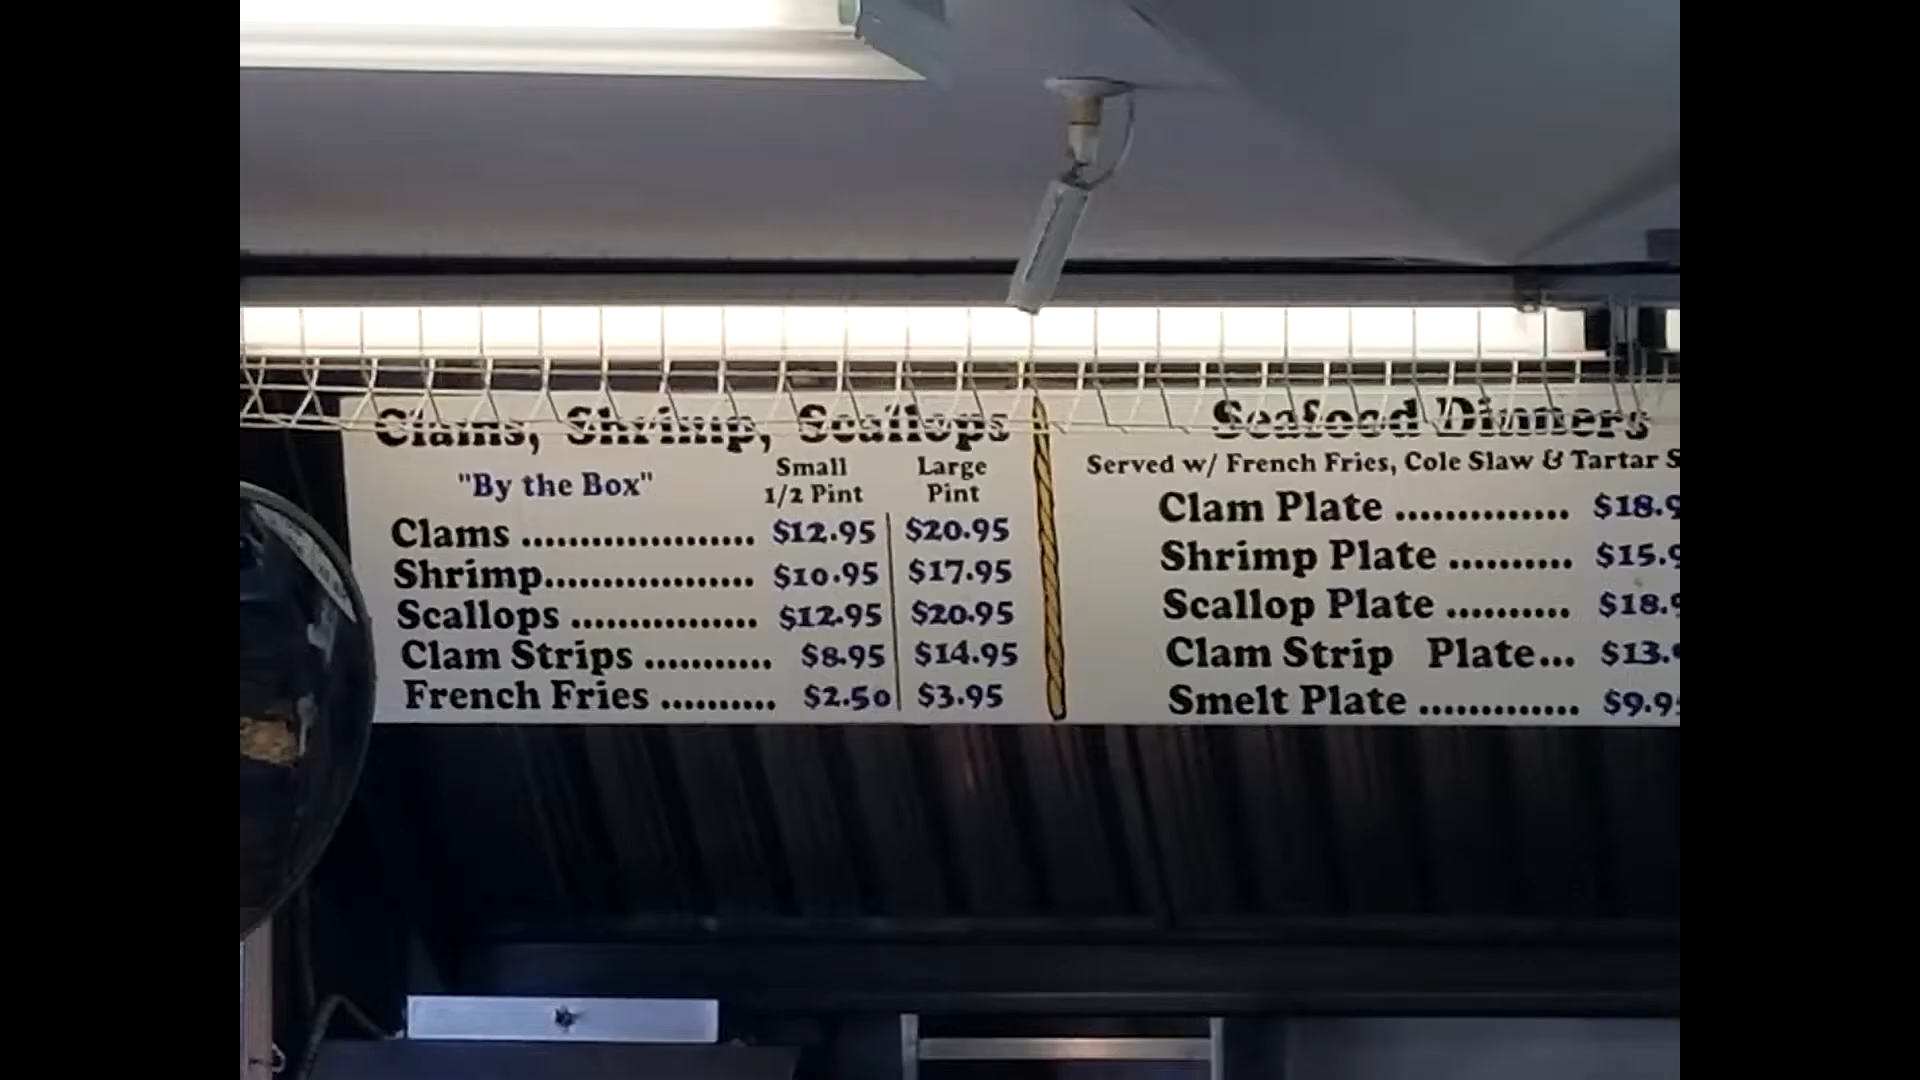 Clams, Shrimp, Scallops
"By the Box" Small 1/2 Pint Large Pint
Clams .................... $12.95 $20.95
Shrimp.................. $10.95 $17.95
Scallops ................ $12.95 $20.95
Clam Strips ........... $8.95 $14.95
French Fries .......... $2.50 $3.95
Seafood Dinners
Served w/ French Fries, Cole Slaw & Tartar S
Clam Plate .............. $18.9
Shrimp Plate .......... $15.9
Scallop Plate .......... $18.9
Clam Strip Plate... $13.
Smelt Plate ............. $9.9